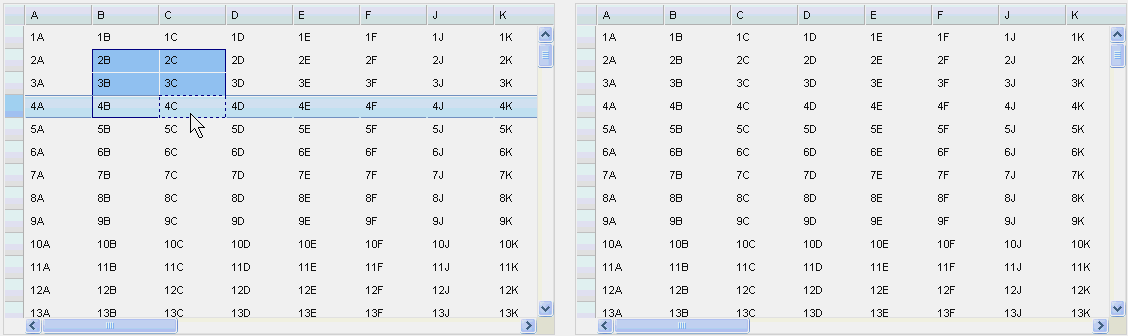 A B C D E F J K
1A 1B 1C 1D 1E 1F 1J 1K
2A 2B 2C 2D 2E 2F 2J 2K
3A 3B 3C 3D 3E 3F 3J 3K
4A 4B 4C 4D 4E 4F 4J 4K
5A 5B 5C 5D 5E 5F 5J 5K
6A 6B 6C 6D 6E 6F 6J 6K
7A 7B 7C 7D 7E 7F 7J 7K
8A 8B 8C 8D 8E 8F 8J 8K
9A 9B 9C 9D 9E 9F 9J 9K
10A 10B 10C 10D 10E 10F 10J 10K
11A 11B 11C 11D 11E 11F 11J 11K
12A 12B 12C 12D 12E 12F 12J 12K
13A 13B 13C 13D 13E 13F 13J 13K
A B C D E F J K
1A 1B 1C 1D 1E 1F 1J 1K
2A 2B 2C 2D 2E 2F 2J 2K
3A 3B 3C 3D 3E 3F 3J 3K
4A 4B 4C 4D 4E 4F 4J 4K
5A 5B 5C 5D 5E 5F 5J 5K
6A 6B 6C 6D 6E 6F 6J 6K
7A 7B 7C 7D 7E 7F 7J 7K
8A 8B 8C 8D 8E 8F 8J 8K
9A 9B 9C 9D 9E 9F 9J 9K
10A 10B 10C 10D 10E 10F 10J 10K
11A 11B 11C 11D 11E 11F 11J 11K
12A 12B 12C 12D 12E 12F 12J 12K
13A 13B 13C 13D 13E 13F 13J 13K